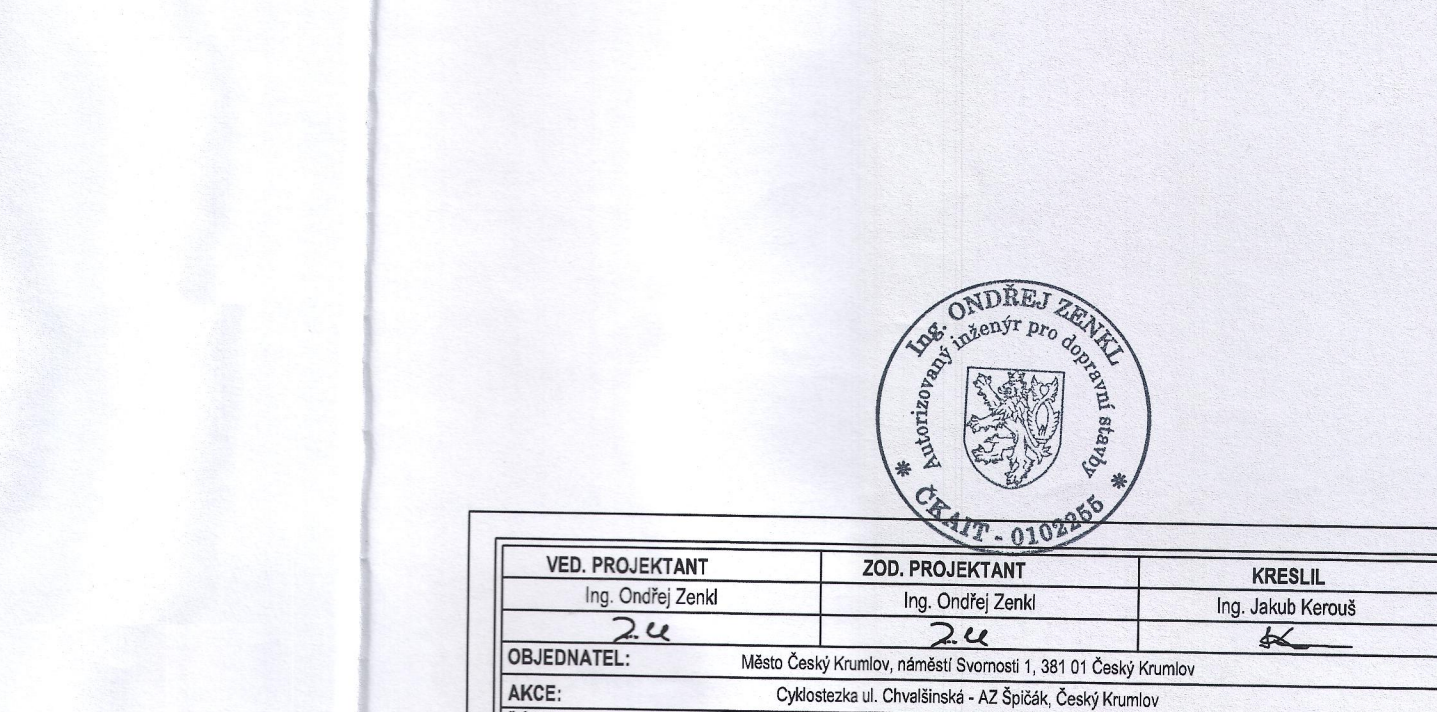 Ing. ONDŘEJ ZENKL
Autorizovaný inženýr pro dopravní stavby
* ČKAIT - 0102255 *
VED. PROJEKTANT ZOD. PROJEKTANT KRESLIL
Ing. Ondřej Zenkl Ing. Ondřej Zenkl Ing. Jakub Kerouš
OBJEDNATEL: Město Český Krumlov, náměstí Svornosti 1, 381 01 Český Krumlov
AKCE: Cyklostezka ul. Chvalšinská - AZ Špičák, Český Krumlov